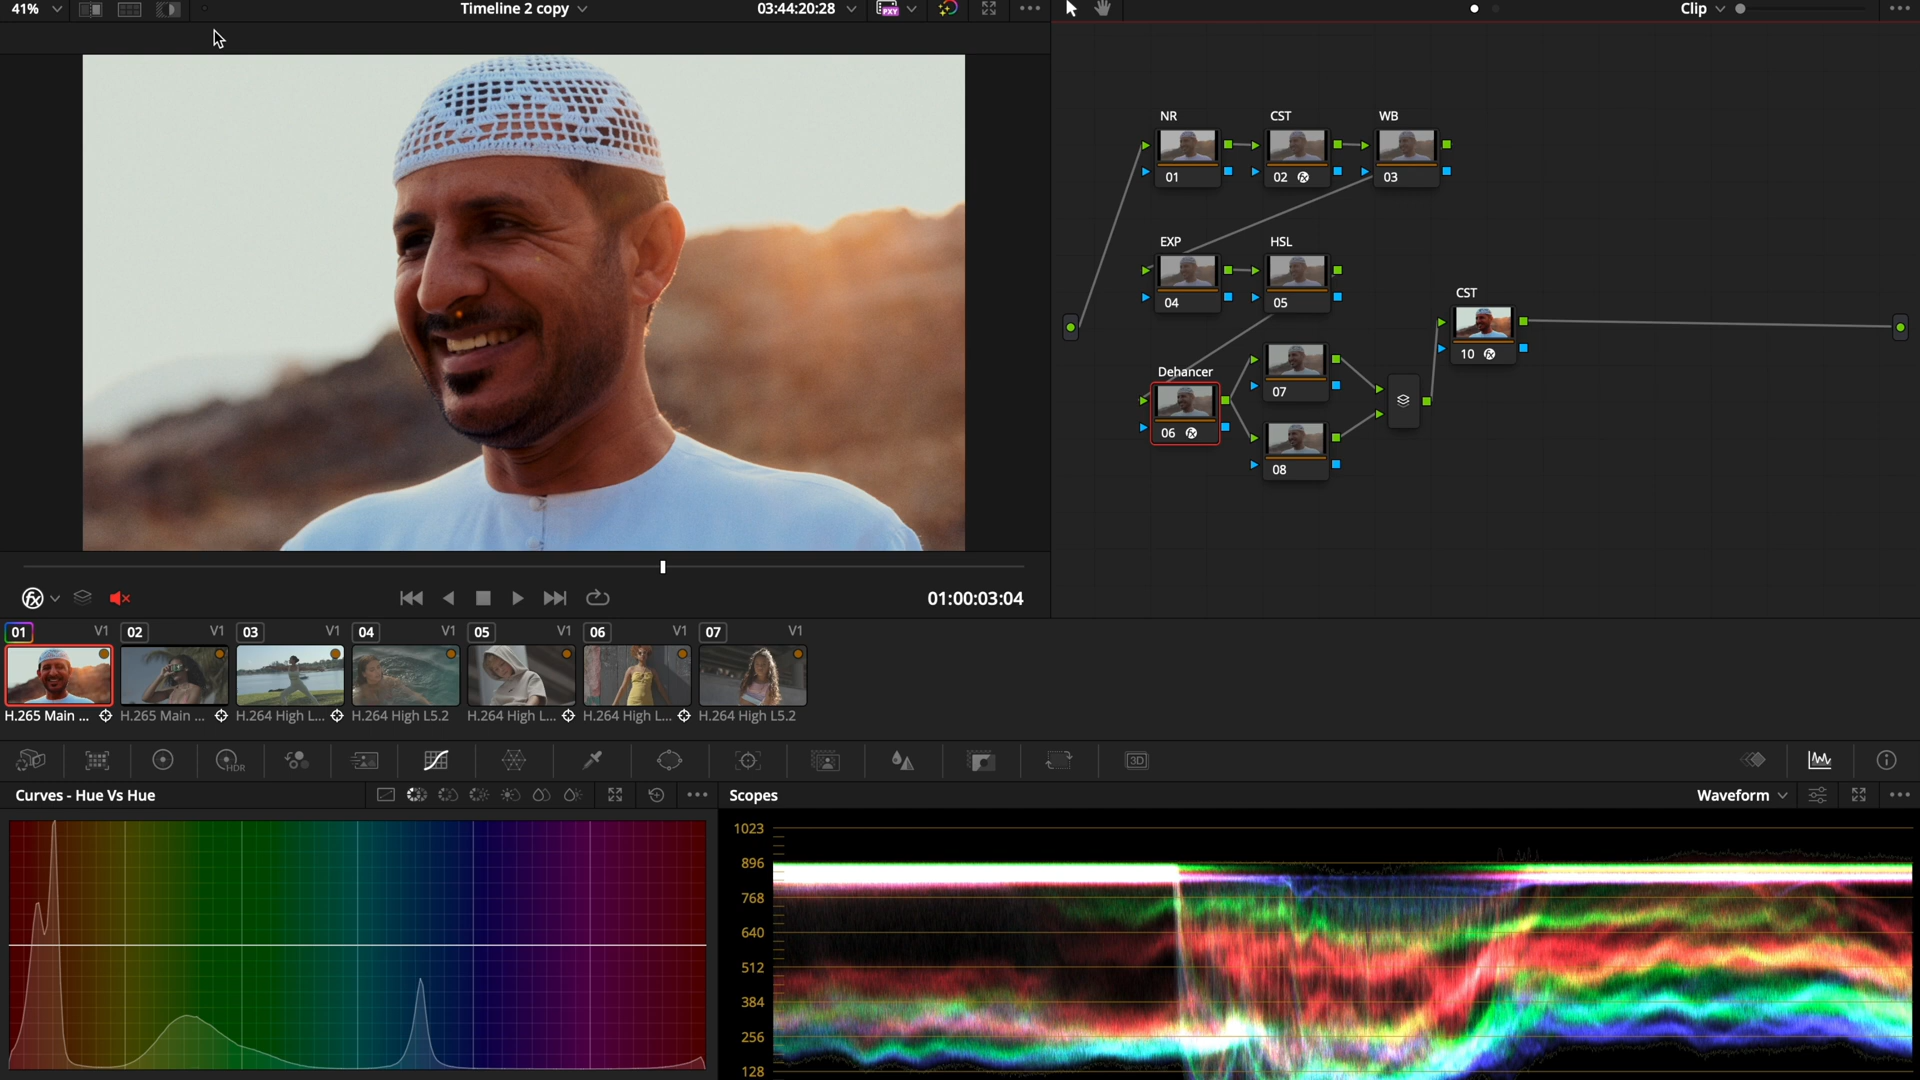 41%
Timeline 2 copy
03:44:20:28
PXY
Clip
NR
CST
WB
01
02
03
EXP
HSL
04
05
CST
10
Dehancer
07
06
08
01:00:03:04
01 V1 02 V1 03 V1 04 V1 05 V1 06 V1 07 V1
H.265 Main ... H.265 Main ... H.264 High L... H.264 High L5.2 H.264 High L... H.264 High L... H.264 High L5.2
HDR
3D
Curves - Hue Vs Hue
Scopes
Waveform
1023
896
768
640
512
384
256
128